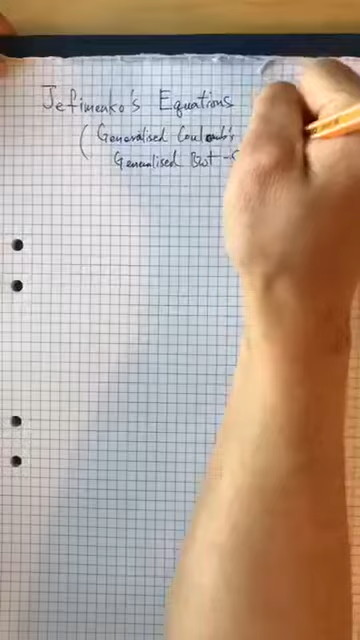 Jefimenko's Equations
( Generalised Coulomb's
Generalised Biot -